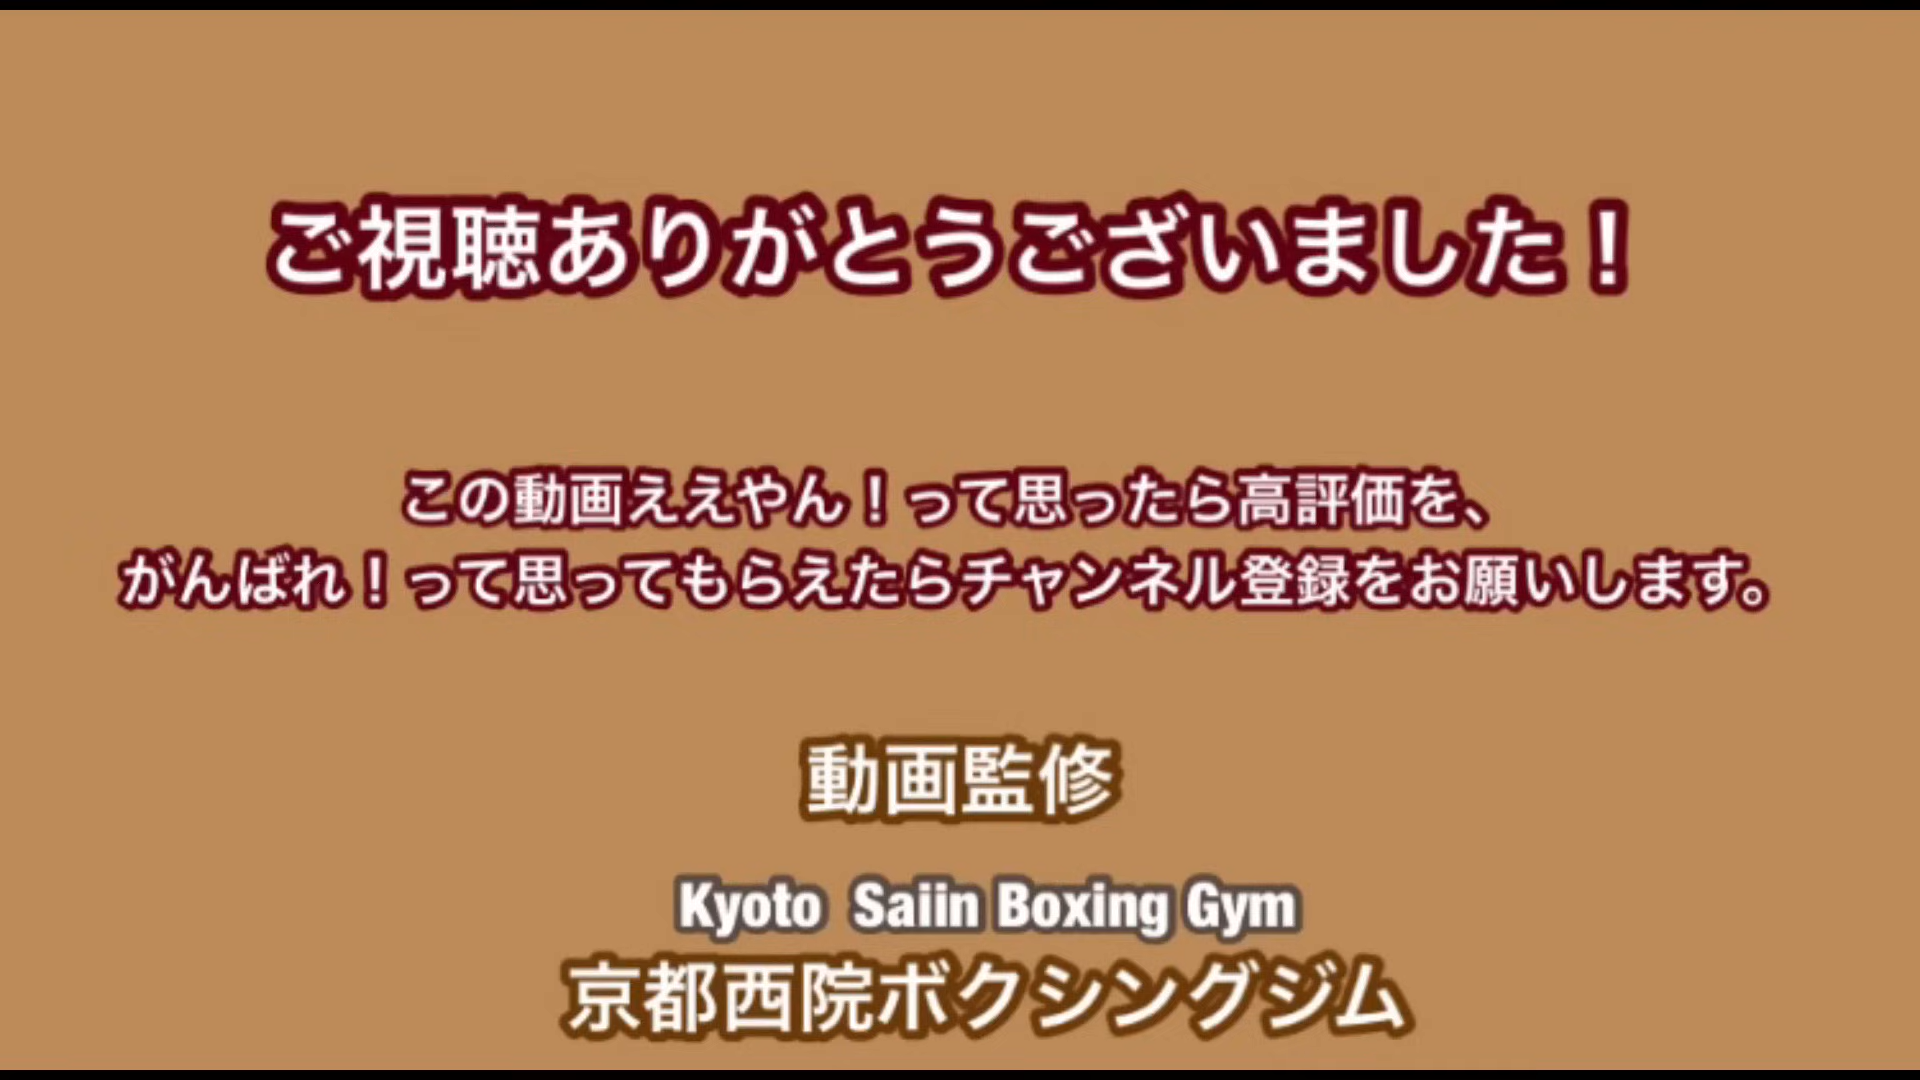 ご視聴ありがとうございました！
この動画ええやん！って思ったら高評価を、
がんばれ！って思ってもらえたらチャンネル登録をお願いします。
動画監修
Kyoto Saiin Boxing Gym
京都西院ボクシングジム